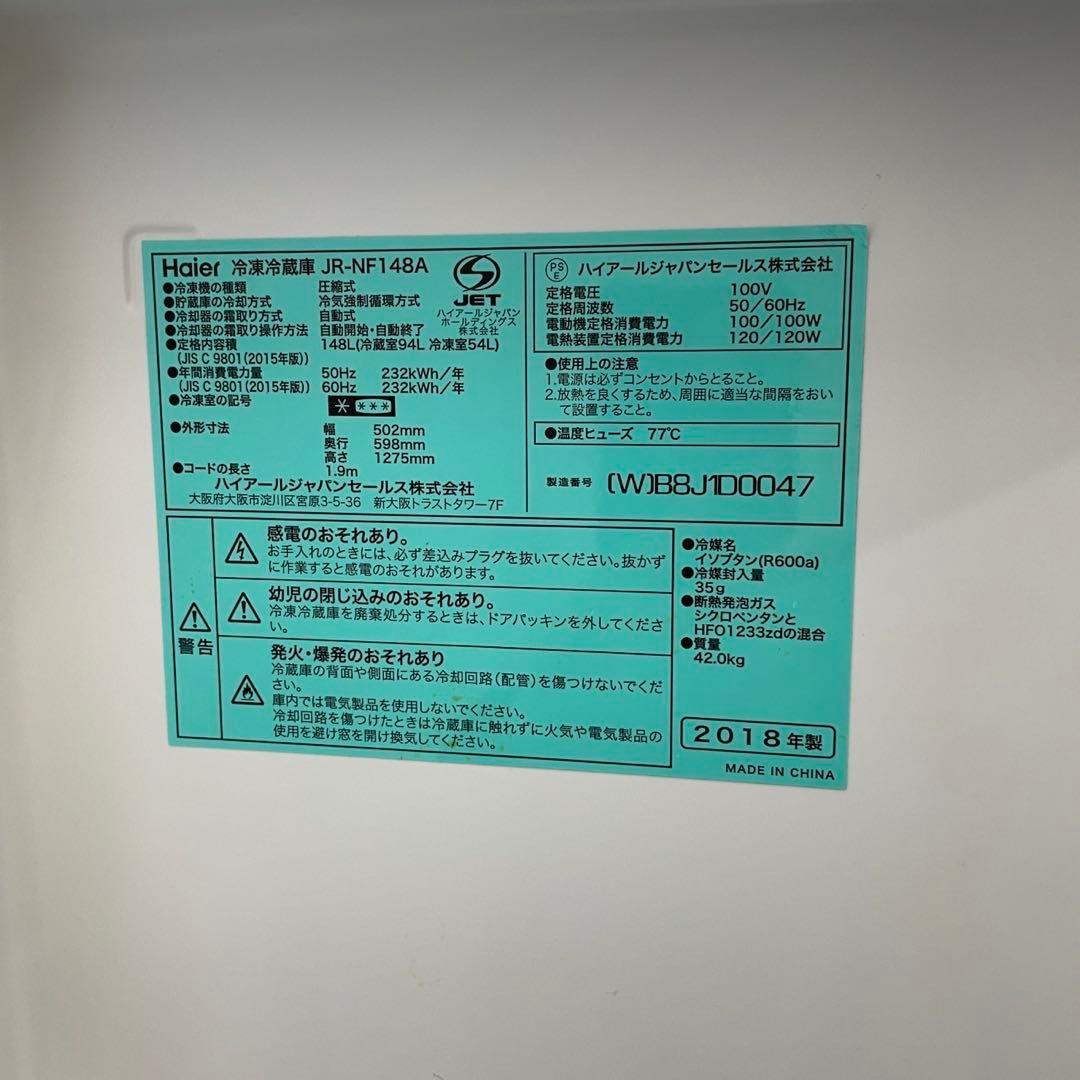 Haier 冷凍冷蔵庫 JR-NF148A
●冷凍機の種類 圧縮式
●貯蔵庫の冷却方式 冷気強制循環方式
●冷却器の霜取り方式 自動式
●冷却器の霜取り操作方法 自動開始・自動終了
●定格内容積 148L(冷蔵室94L 冷凍室54L)
(JIS C 9801(2015年版))
●年間消費電力量 50Hz 232kWh/年
(JIS C 9801(2015年版)) 60Hz 232kWh/年
●冷凍室の記号 * ***
●外形寸法 幅 502mm
奥行 598mm
高さ 1275mm
●コードの長さ 1.9m
ハイアールジャパンセールス株式会社
大阪府大阪市淀川区宮原3-5-36 新大阪トラストタワー7F
JET
ハイアールジャパン
ホールディングス
株式会社
PS
E
ハイアールジャパンセールス株式会社
定格電圧 100V
定格周波数 50/60Hz
電動機定格消費電力 100/100W
電熱装置定格消費電力 120/120W
●使用上の注意
1.電源は必ずコンセントからとること。
2.放熱を良くするため、周囲に適当な間隔をおい
て設置すること。
●温度ヒューズ 77℃
製造番号 (W)B8J1D0047
警告
感電のおそれあり。
お手入れのときには、必ず差込みプラグを抜いてください。抜かず
に作業すると感電のおそれがあります。
幼児の閉じ込みのおそれあり。
冷凍冷蔵庫を廃棄処分するときは、ドアパッキンを外してくださ
い。
発火・爆発のおそれあり
冷蔵庫の背面や側面にある冷却回路(配管)を傷つけないでくだ
さい。
庫内では電気製品を使用しないでください。
冷却回路を傷つけたときは冷蔵庫に触れずに火気や電気製品の
使用を避け窓を開け換気してください。
●冷媒名
イソブタン(R600a)
●冷媒封入量
35g
●断熱発泡ガス
シクロペンタンと
HFO1233zdの混合
●質量
42.0kg
2018年製
MADE IN CHINA